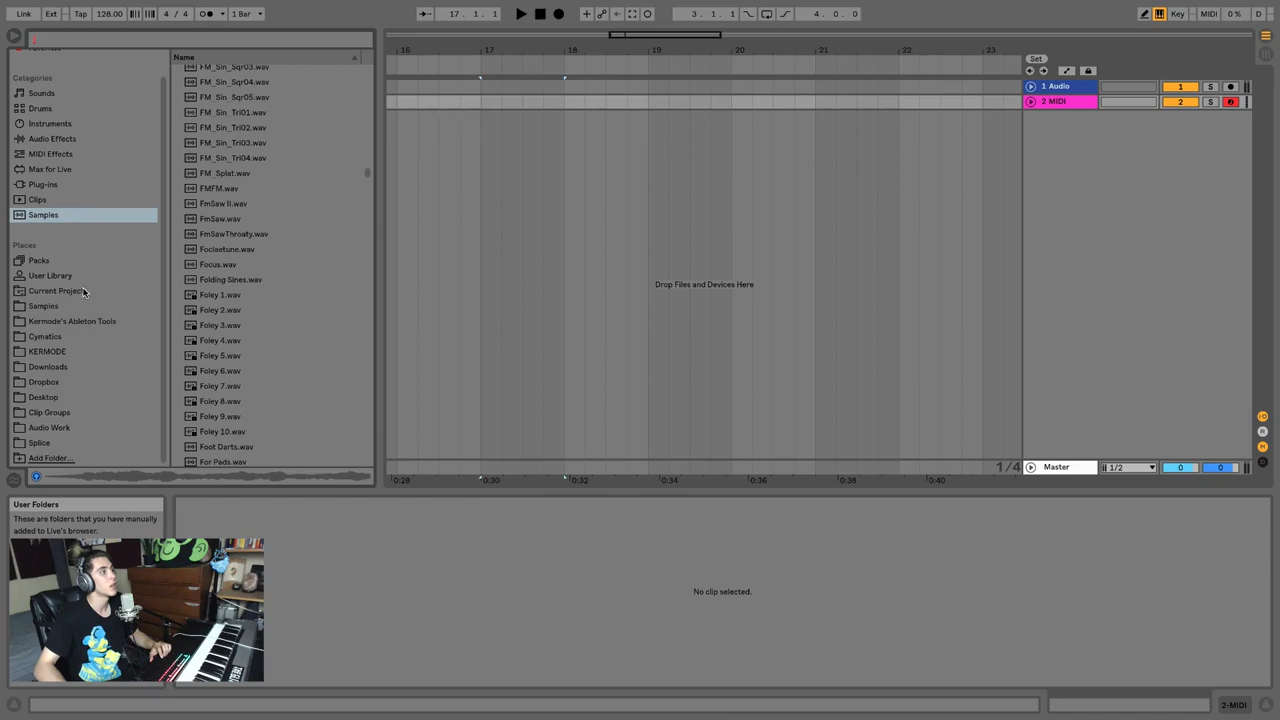 Link Ext Tap 128.00 4 / 4 1 Bar 17. 1. 1 3. 1. 1 4. 0. 0 Key MIDI 0 % D
Categories
Sounds
Drums
Instruments
Audio Effects
MIDI Effects
Max for Live
Plug-ins
Clips
Samples
Places
Packs
User Library
Current Project
Samples
Kermode's Ableton Tools
Cymatics
KERMODE
Downloads
Dropbox
Desktop
Clip Groups
Audio Work
Splice
Add Folder...
Name
FM_Sin_Sqr03.wav
FM_Sin_Sqr04.wav
FM_Sin_Sqr05.wav
FM_Sin_Tri01.wav
FM_Sin_Tri02.wav
FM_Sin_Tri03.wav
FM_Sin_Tri04.wav
FM_Splat.wav
FMFM.wav
FmSaw II.wav
FmSaw.wav
FmSawThroaty.wav
Fociaetune.wav
Focus.wav
Folding Sines.wav
Foley 1.wav
Foley 2.wav
Foley 3.wav
Foley 4.wav
Foley 5.wav
Foley 6.wav
Foley 7.wav
Foley 8.wav
Foley 9.wav
Foley 10.wav
Foot Darts.wav
For Pads.wav
16 17 18 19 20 21 22 23
Set
1 Audio 1 S
2 MIDI 2 S
Drop Files and Devices Here
1/4
Master 1/2 0 0
0:28 0:30 0:32 0:34 0:36 0:38 0:40
User Folders
These are folders that you have manually
added to Live's browser.
No clip selected.
2-MIDI